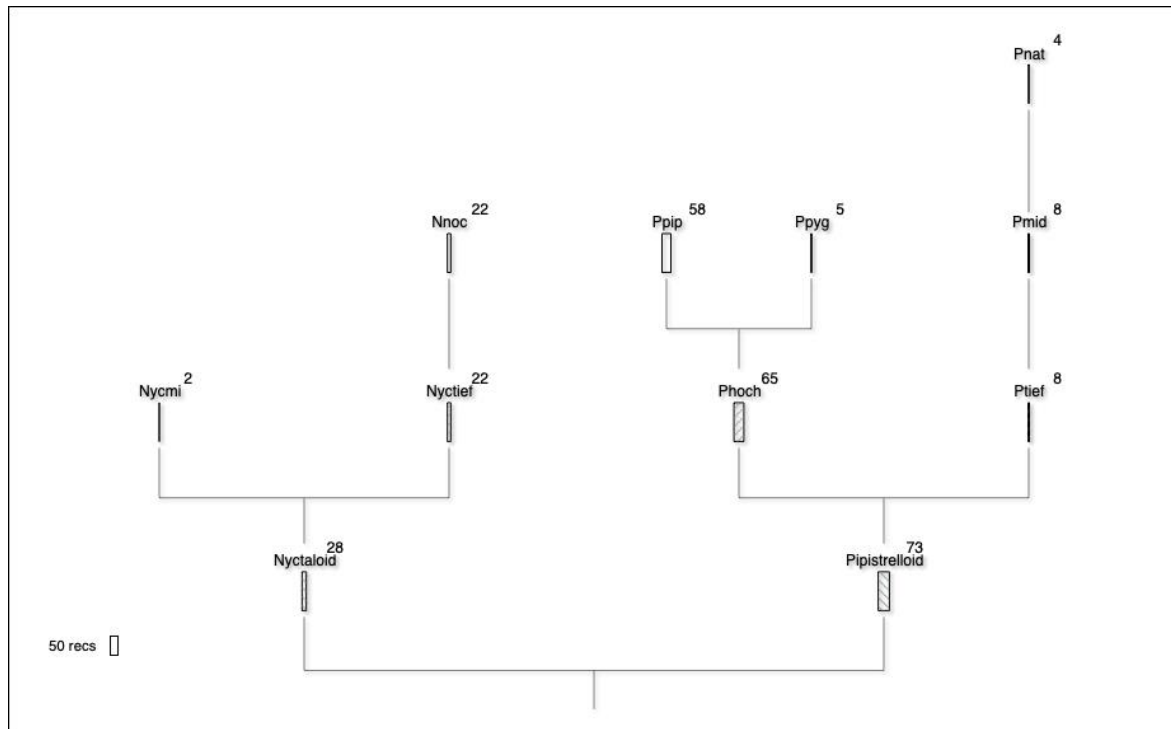 Pnat 4
Nnoc 22 Ppip 58 Ppyg 5 Pmid 8
Nycmi 2 Nyctief 22 Phoch 65 Ptief 8
Nyctaloid 28 Pipistrelloid 73
50 recs